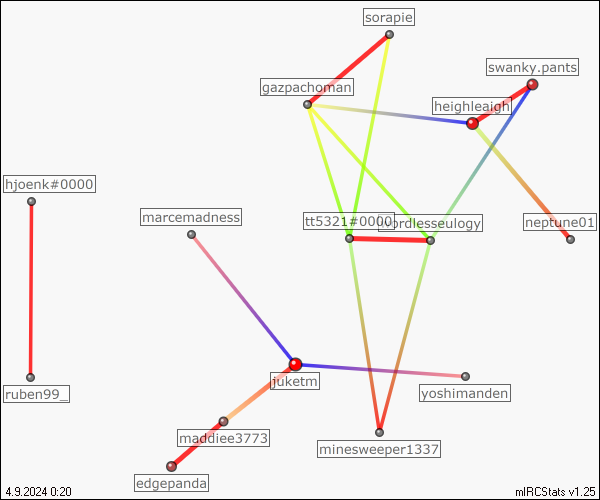 sorapie
swanky.pants
gazpachoman
heighleaigh
hjoenk#0000
marcemadness
tt5321#0000
wordlesseulogy
neptune01
juketm
ruben99_
yoshimanden
maddiee3773
minesweeper1337
edgepanda
4.9.2024 0:20
mIRCStats v1.25